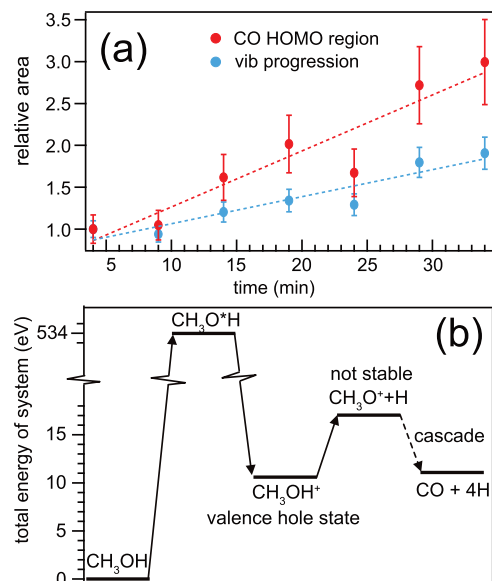 (a)
CO HOMO region
vib progression
relative area
3.5
3.0
2.5
2.0
1.5
1.0
5
10
15
20
25
30
time (min)
(b)
total energy of system (eV)
534
15
10
5
0
CH₃O*H
not stable
CH₃O⁺+H
cascade
CH₃OH⁺
CO + 4H
valence hole state
CH₃OH